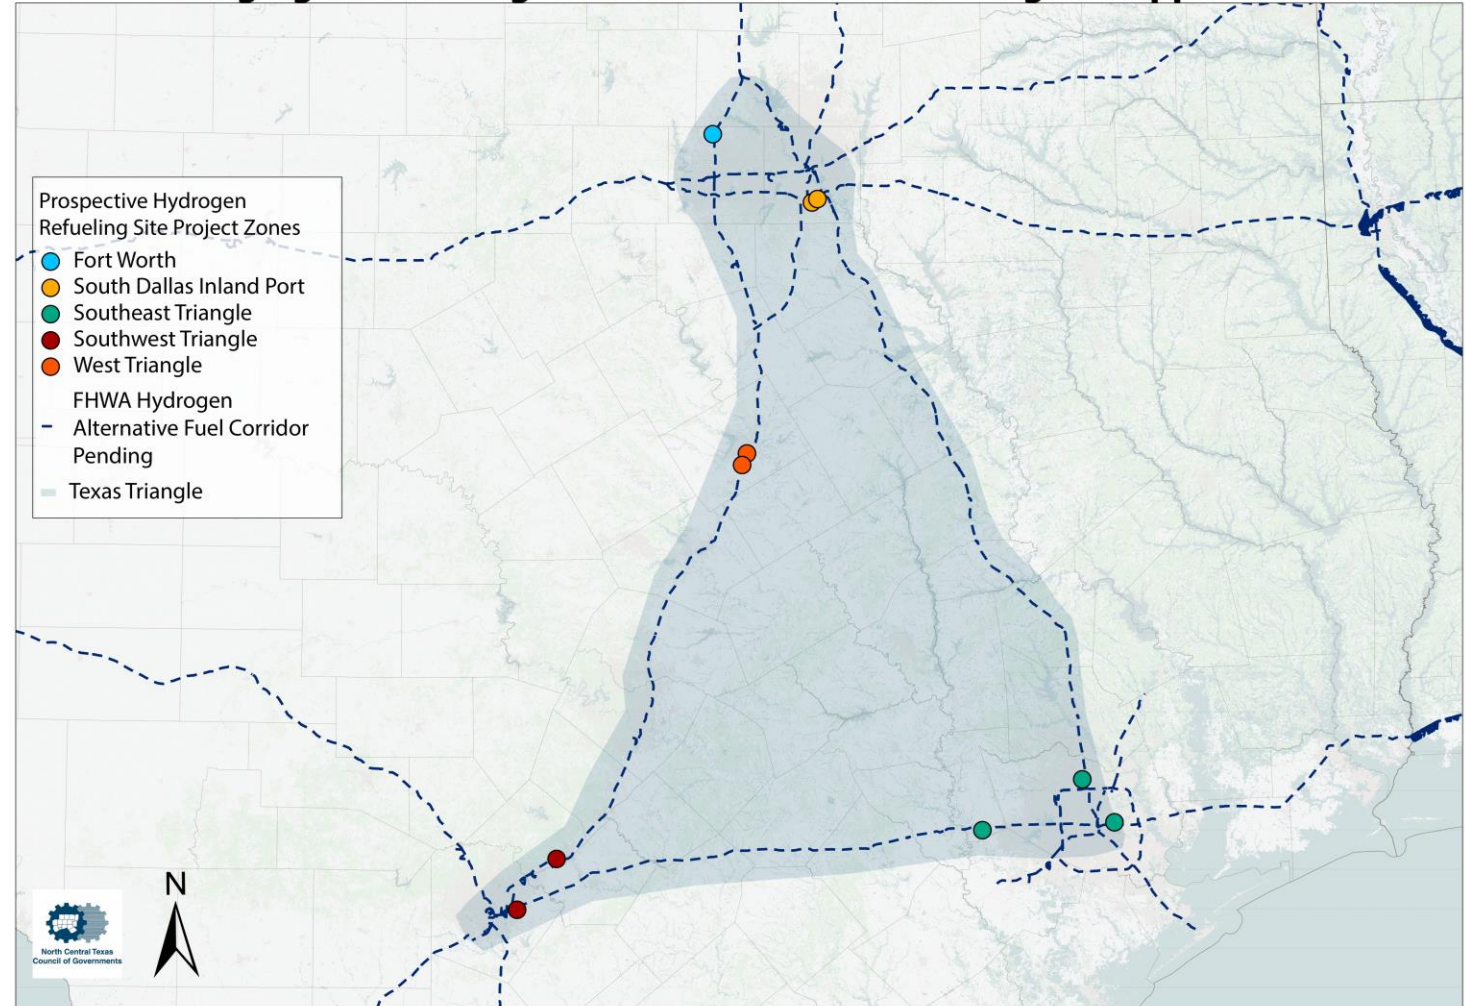 Prospective Hydrogen
Refueling Site Project Zones
Fort Worth
South Dallas Inland Port
Southeast Triangle
Southwest Triangle
West Triangle
FHWA Hydrogen
Alternative Fuel Corridor
Pending
Texas Triangle
N
North Central Texas
Council of Governments